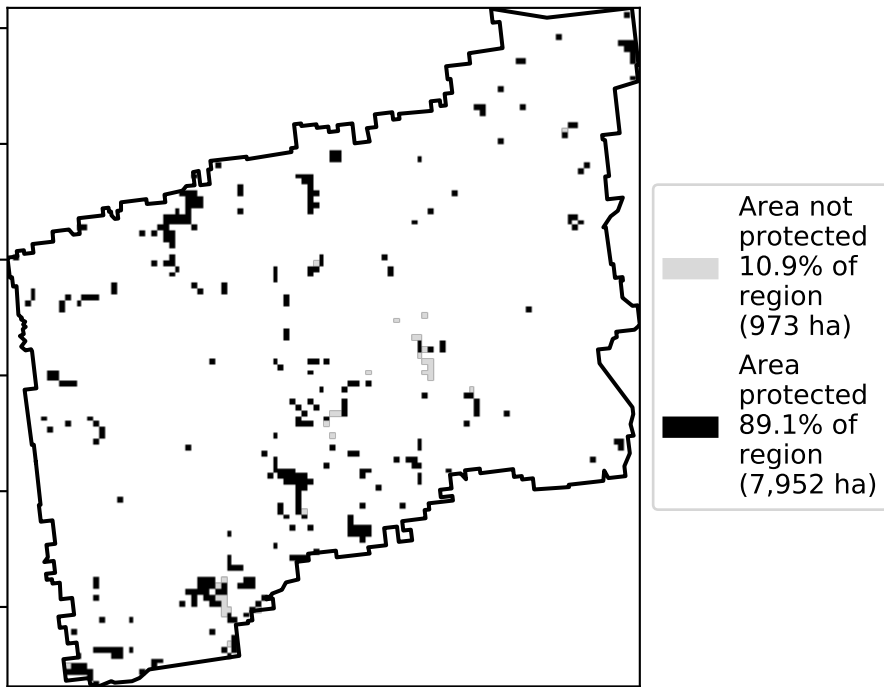 Area not
protected
10.9% of
region
(973 ha)
Area
protected
89.1% of
region
(7,952 ha)